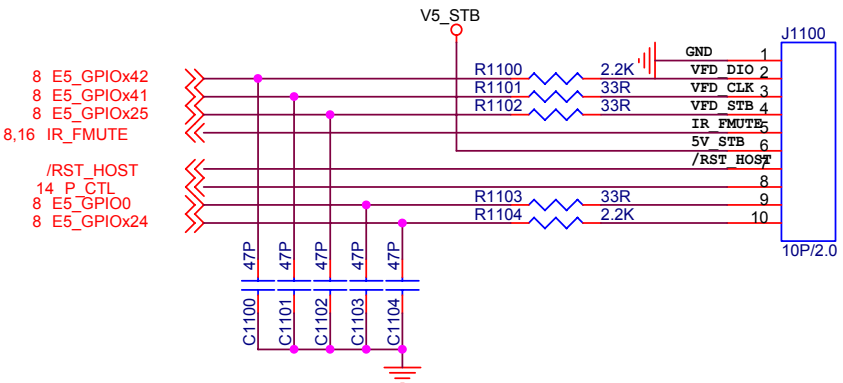 V5_STB
J1100
GND 1
8 E5_GPIOx42 R1100 2.2K VFD_DIO 2
8 E5_GPIOx41 R1101 33R VFD_CLK 3
8 E5_GPIOx25 R1102 33R VFD_STB 4
8,16 IR_FMUTE IR_FMUTE 5
5V_STB 6
/RST_HOST /RST_HOST 7
14 P_CTL 8
8 E5_GPIO0 R1103 33R 9
8 E5_GPIOx24 R1104 2.2K 10
10P/2.0
47P 47P 47P 47P 47P
C1100 C1101 C1102 C1103 C1104